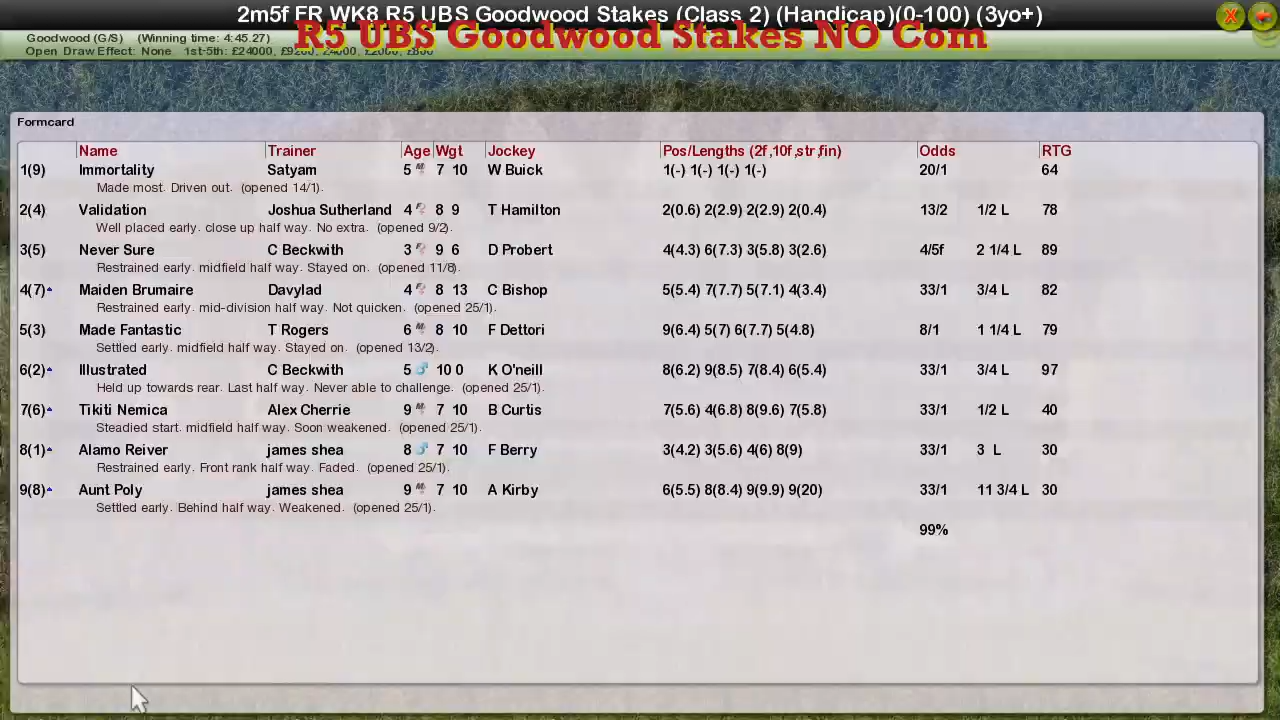 2m5f FR WK8 R5 UBS Goodwood Stakes (Class 2) (Handicap)(0-100) (3yo+)
R5 UBS Goodwood Stakes NO Com
Goodwood (G/S) (Winning time: 4:45.27)
Open Draw Effect: None. 1st-5th: £24000, £9200, £4000, £2000, £800
Formcard
Name Trainer Age Wgt Jockey Pos/Lengths (2f,10f,str,fin) Odds RTG
1(9) Immortality Satyam 5 7 10 W Buick 1(-) 1(-) 1(-) 1(-) 20/1 64
Made most. Driven out. (opened 14/1).
2(4) Validation Joshua Sutherland 4 8 9 T Hamilton 2(0.6) 2(2.9) 2(2.9) 2(0.4) 13/2 1/2 L 78
Well placed early. close up half way. No extra. (opened 9/2).
3(5) Never Sure C Beckwith 3 9 6 D Probert 4(4.3) 6(7.3) 3(5.8) 3(2.6) 4/5f 2 1/4 L 89
Restrained early. midfield half way. Stayed on. (opened 11/8).
4(7) Maiden Brumaire Davylad 4 8 13 C Bishop 5(5.4) 7(7.7) 5(7.1) 4(3.4) 33/1 3/4 L 82
Restrained early. mid-division half way. Not quicken. (opened 25/1).
5(3) Made Fantastic T Rogers 6 8 10 F Dettori 9(6.4) 5(7) 6(7.7) 5(4.8) 8/1 1 1/4 L 79
Settled early. midfield half way. Stayed on. (opened 13/2).
6(2) Illustrated C Beckwith 5 10 0 K O'neill 8(6.2) 9(8.5) 7(8.4) 6(5.4) 33/1 3/4 L 97
Held up towards rear. Last half way. Never able to challenge. (opened 25/1).
7(6) Tikiti Nemica Alex Cherrie 9 7 10 B Curtis 7(5.6) 4(6.8) 8(9.6) 7(5.8) 33/1 1/2 L 40
Steadied start. midfield half way. Soon weakened. (opened 25/1).
8(1) Alamo Reiver james shea 8 7 10 F Berry 3(4.2) 3(5.6) 4(6) 8(9) 33/1 3 L 30
Restrained early. Front rank half way. Faded. (opened 25/1).
9(8) Aunt Poly james shea 9 7 10 A Kirby 6(5.5) 8(8.4) 9(9.9) 9(20) 33/1 11 3/4 L 30
Settled early. Behind half way. Weakened. (opened 25/1).
99%